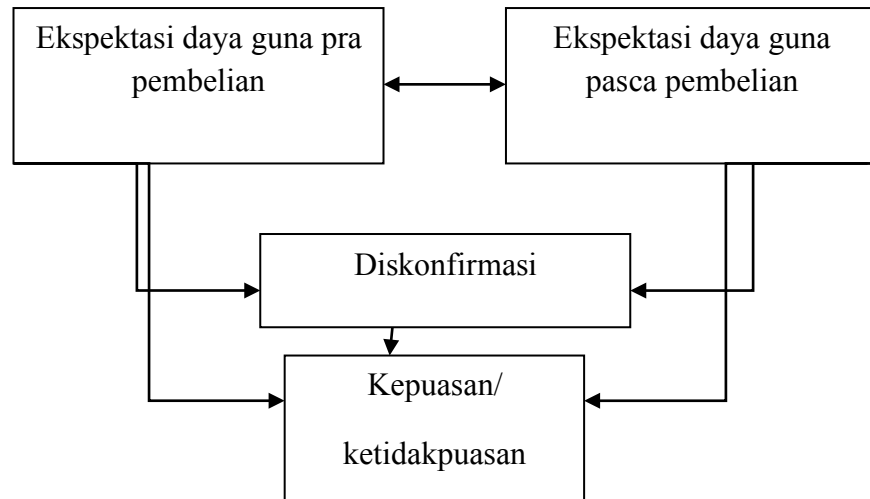 Ekspektasi daya guna pra
pembelian
Ekspektasi daya guna
pasca pembelian
Diskonfirmasi
Kepuasan/
ketidakpuasan